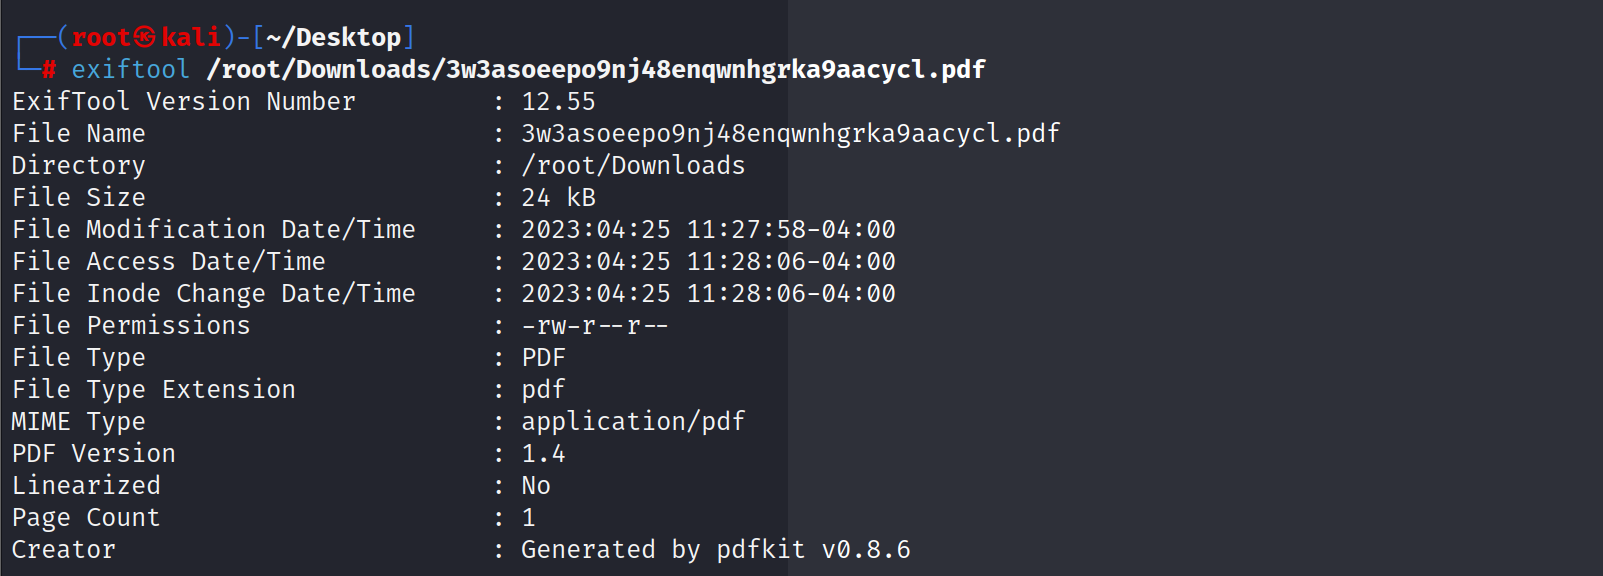 ┌──(root㉿kali)-[~/Desktop]
└─# exiftool /root/Downloads/3w3asoeepo9nj48enqwnhgrka9aacycl.pdf
ExifTool Version Number         : 12.55
File Name                       : 3w3asoeepo9nj48enqwnhgrka9aacycl.pdf
Directory                       : /root/Downloads
File Size                       : 24 kB
File Modification Date/Time     : 2023:04:25 11:27:58-04:00
File Access Date/Time           : 2023:04:25 11:28:06-04:00
File Inode Change Date/Time     : 2023:04:25 11:28:06-04:00
File Permissions                : -rw-r--r--
File Type                       : PDF
File Type Extension             : pdf
MIME Type                       : application/pdf
PDF Version                     : 1.4
Linearized                      : No
Page Count                      : 1
Creator                         : Generated by pdfkit v0.8.6